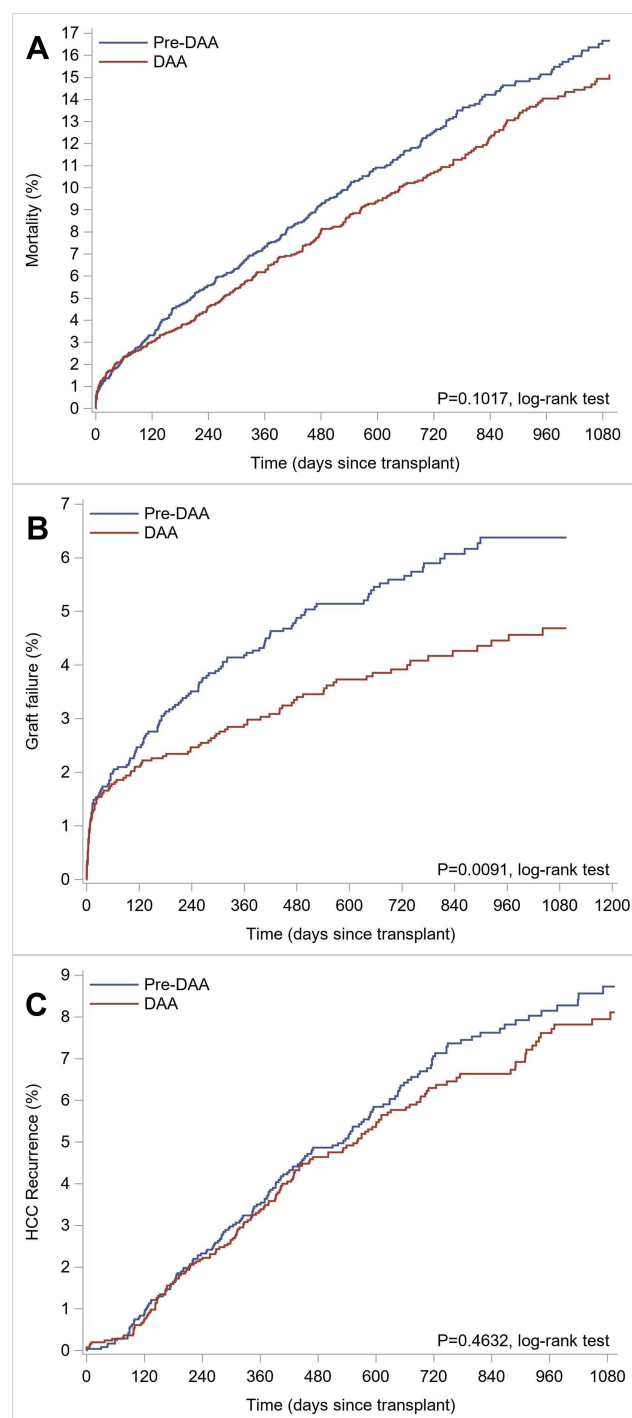 A
Pre-DAA
DAA
17
16
15
14
13
12
11
10
9
8
7
6
5
4
3
2
1
0
Mortality (%)
P=0.1017, log-rank test
0 120 240 360 480 600 720 840 960 1080
Time (days since transplant)
B
Pre-DAA
DAA
7
6
5
4
3
2
1
0
Graft failure (%)
P=0.0091, log-rank test
0 120 240 360 480 600 720 840 960 1080 1200
Time (days since transplant)
C
Pre-DAA
DAA
9
8
7
6
5
4
3
2
1
0
HCC Recurrence (%)
P=0.4632, log-rank test
0 120 240 360 480 600 720 840 960 1080
Time (days since transplant)